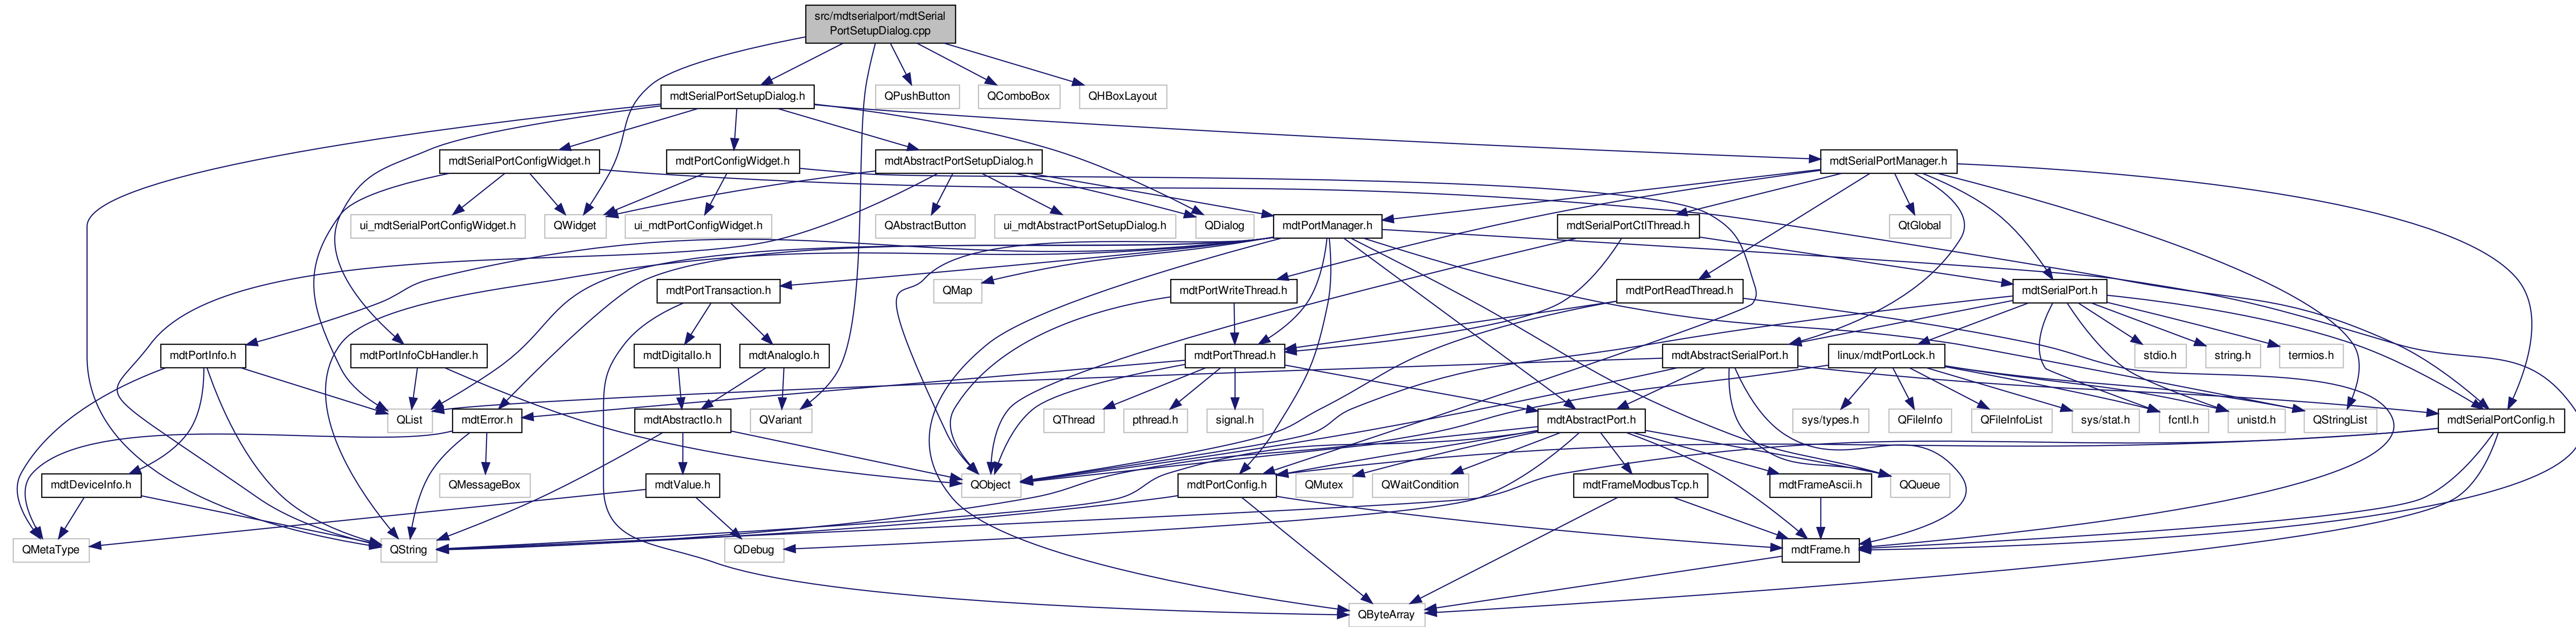 src/mdtserialport/mdtSerial
PortSetupDialog.cpp
mdtSerialPortSetupDialog.h
QPushButton
QComboBox
QHBoxLayout
mdtSerialPortConfigWidget.h
mdtPortConfigWidget.h
mdtAbstractPortSetupDialog.h
mdtSerialPortManager.h
ui_mdtSerialPortConfigWidget.h
QWidget
ui_mdtPortConfigWidget.h
QAbstractButton
ui_mdtAbstractPortSetupDialog.h
QDialog
mdtPortManager.h
mdtSerialPortCtlThread.h
QtGlobal
mdtPortTransaction.h
QMap
mdtPortWriteThread.h
mdtPortReadThread.h
mdtSerialPort.h
mdtPortInfo.h
mdtPortInfoCbHandler.h
mdtDigitalIo.h
mdtAnalogIo.h
mdtPortThread.h
mdtAbstractSerialPort.h
linux/mdtPortLock.h
stdio.h
string.h
termios.h
QList
mdtError.h
mdtAbstractIo.h
QVariant
QThread
pthread.h
signal.h
mdtAbstractPort.h
sys/types.h
QFileInfo
QFileInfoList
sys/stat.h
fcntl.h
unistd.h
QStringList
mdtSerialPortConfig.h
mdtDeviceInfo.h
QMessageBox
mdtValue.h
QObject
mdtPortConfig.h
QMutex
QWaitCondition
mdtFrameModbusTcp.h
mdtFrameAscii.h
QQueue
QMetaType
QString
QDebug
mdtFrame.h
QByteArray